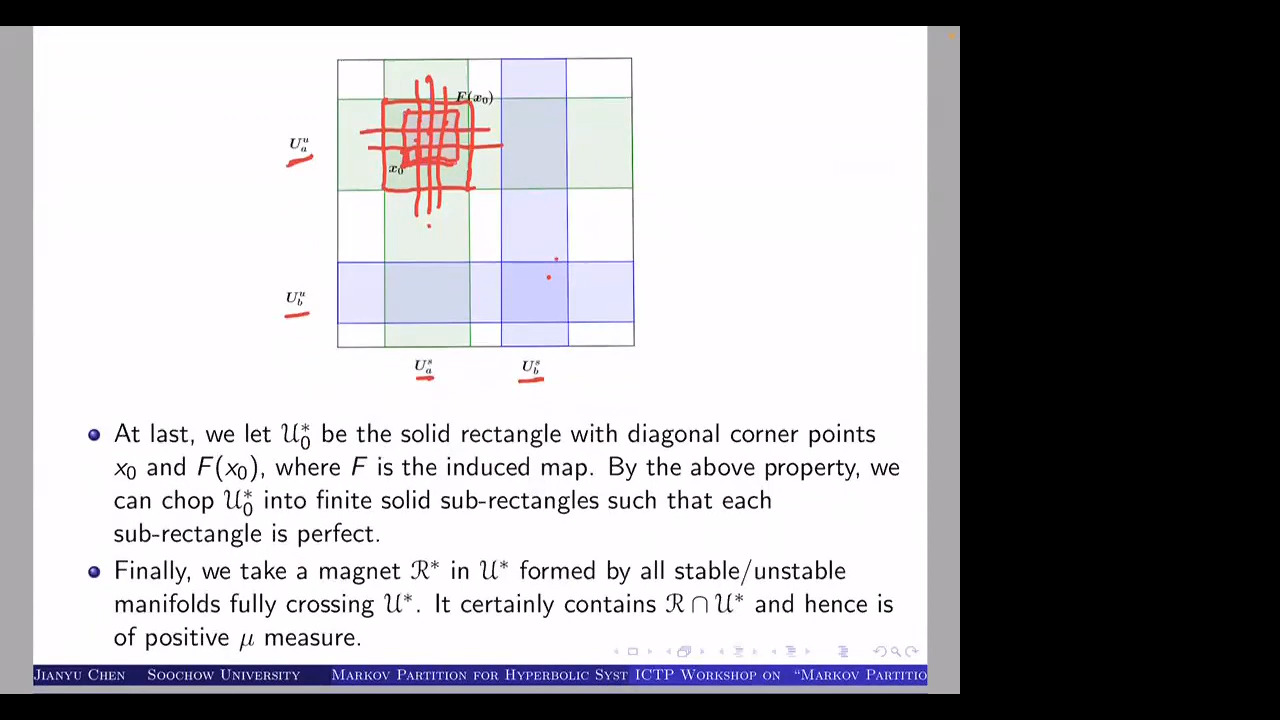 F(x₀)
Uᵤₐ
x₀
Uᵤ_b
Uˢₐ
Uˢ_b
At last, we let 𝒰*₀ be the solid rectangle with diagonal corner points
x₀ and F(x₀), where F is the induced map. By the above property, we
can chop 𝒰*₀ into finite solid sub-rectangles such that each
sub-rectangle is perfect.
Finally, we take a magnet ℛ* in 𝒰* formed by all stable/unstable
manifolds fully crossing 𝒰*. It certainly contains ℛ ∩ 𝒰* and hence is
of positive μ measure.
Jianyu Chen Soochow University Markov Partition for Hyperbolic Syst ICTP Workshop on "Markov Partitio